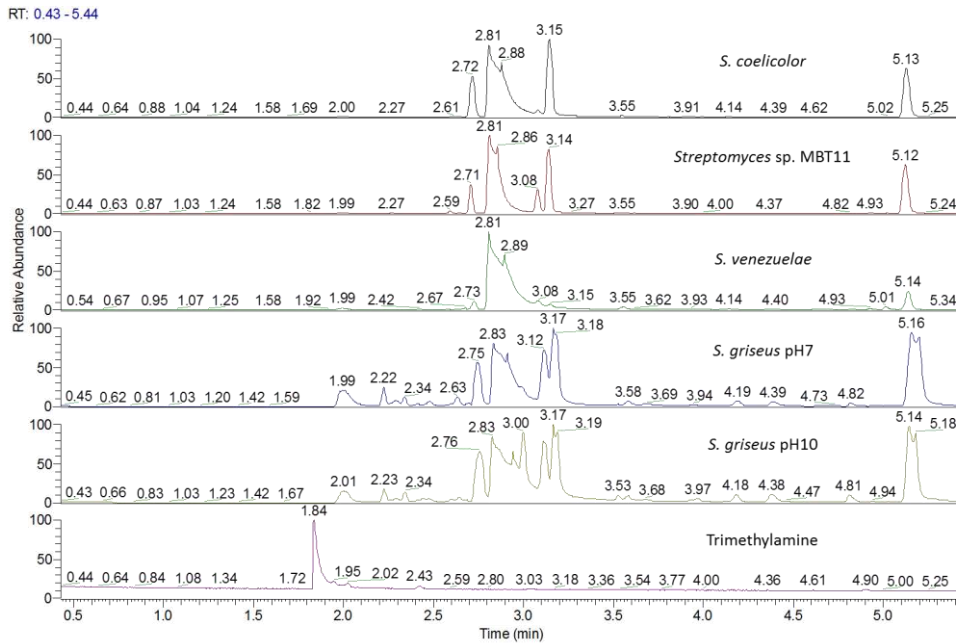 RT: 0.43 - 5.44
Relative Abundance
100 50 0
2.81 2.88 3.15
2.72 5.13
S. coelicolor
0.44 0.64 0.88 1.04 1.24 1.58 1.69 2.00 2.27 2.61 3.55 3.91 4.14 4.39 4.62 5.02 5.25
100 50 0
2.81 2.86 3.14
2.71 3.08 5.12
Streptomyces sp. MBT11
0.44 0.63 0.87 1.03 1.24 1.58 1.82 1.99 2.27 2.59 3.27 3.55 3.90 4.00 4.37 4.82 4.93 5.24
100 50 0
2.81
2.89 S. venezuelae
5.14
0.54 0.67 0.95 1.07 1.25 1.58 1.92 1.99 2.42 2.67 2.73 3.08 3.15 3.55 3.62 3.93 4.14 4.40 4.93 5.01 5.34
100 50 0
2.83 3.17 3.18 5.16
2.75 3.12
S. griseus pH7
0.45 0.62 0.81 1.03 1.20 1.42 1.59 1.99 2.22 2.34 2.63 3.58 3.69 3.94 4.19 4.39 4.73 4.82
100 50 0
2.83 3.00 3.17 3.19 5.14 5.18
2.76
S. griseus pH10
0.43 0.66 0.83 1.03 1.23 1.42 1.67 2.01 2.23 2.34 3.53 3.68 3.97 4.18 4.38 4.47 4.81 4.94
100 50 0
1.84
Trimethylamine
0.44 0.64 0.84 1.08 1.34 1.72 1.95 2.02 2.43 2.59 2.80 3.03 3.18 3.36 3.54 3.77 4.00 4.36 4.61 4.90 5.00 5.25
0.5 1.0 1.5 2.0 2.5 3.0 3.5 4.0 4.5 5.0
Time (min)